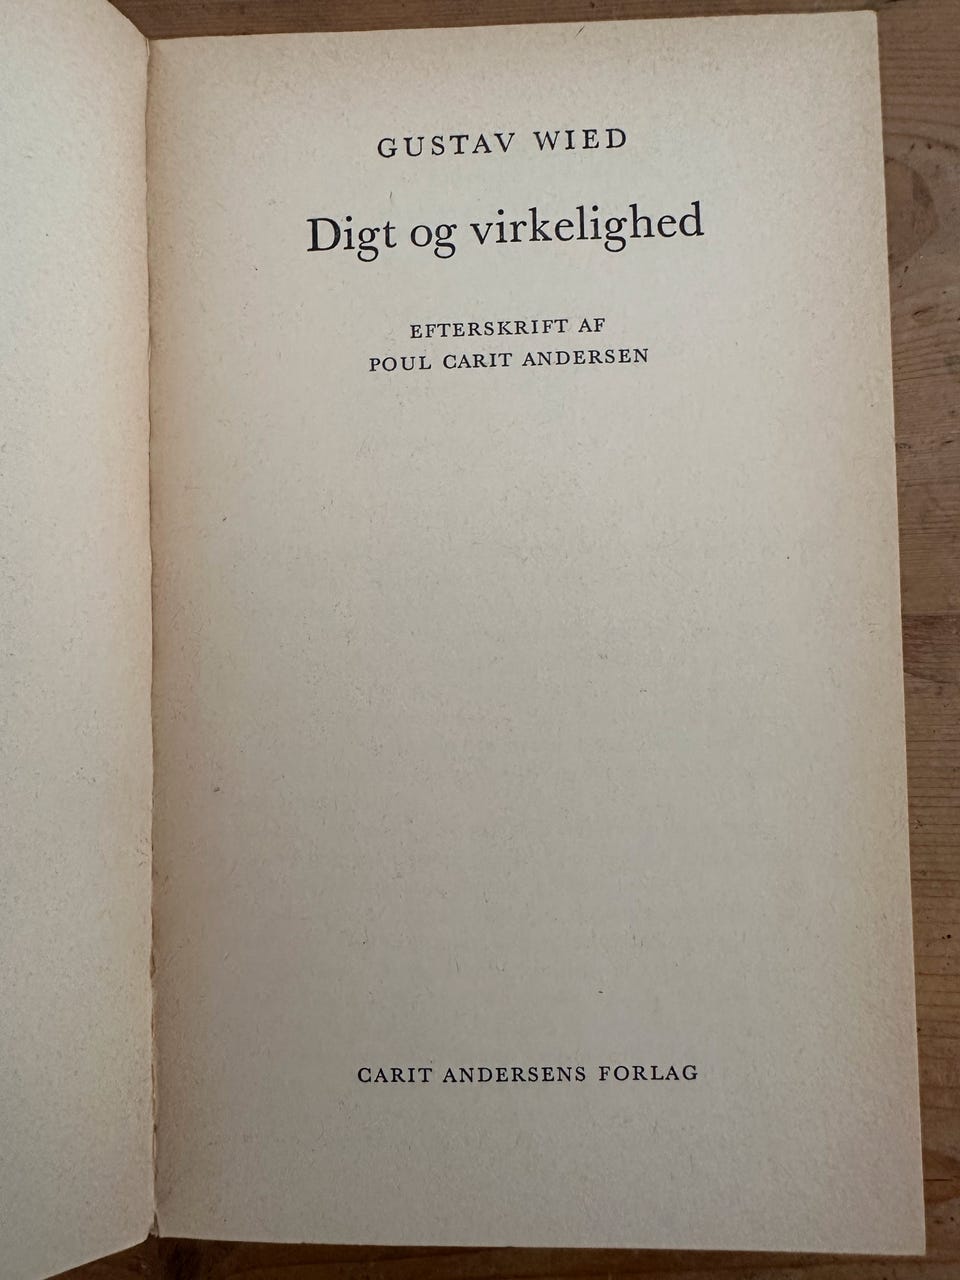 GUSTAV WIED
Digt og virkelighed
EFTERSKRIFT AF
POUL CARIT ANDERSEN
CARIT ANDERSENS FORLAG